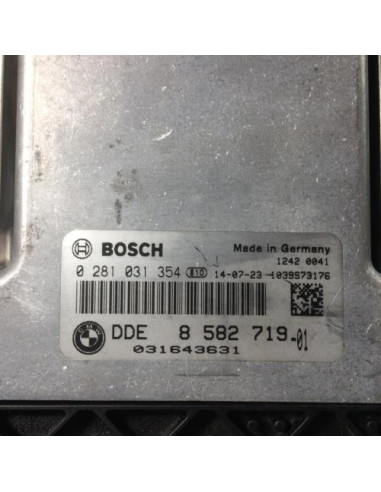 BOSCH Made in Germany
1242 0041
0 281 031 354 810 14-07-23 1039S73176
DDE 8 582 719-01
031643631